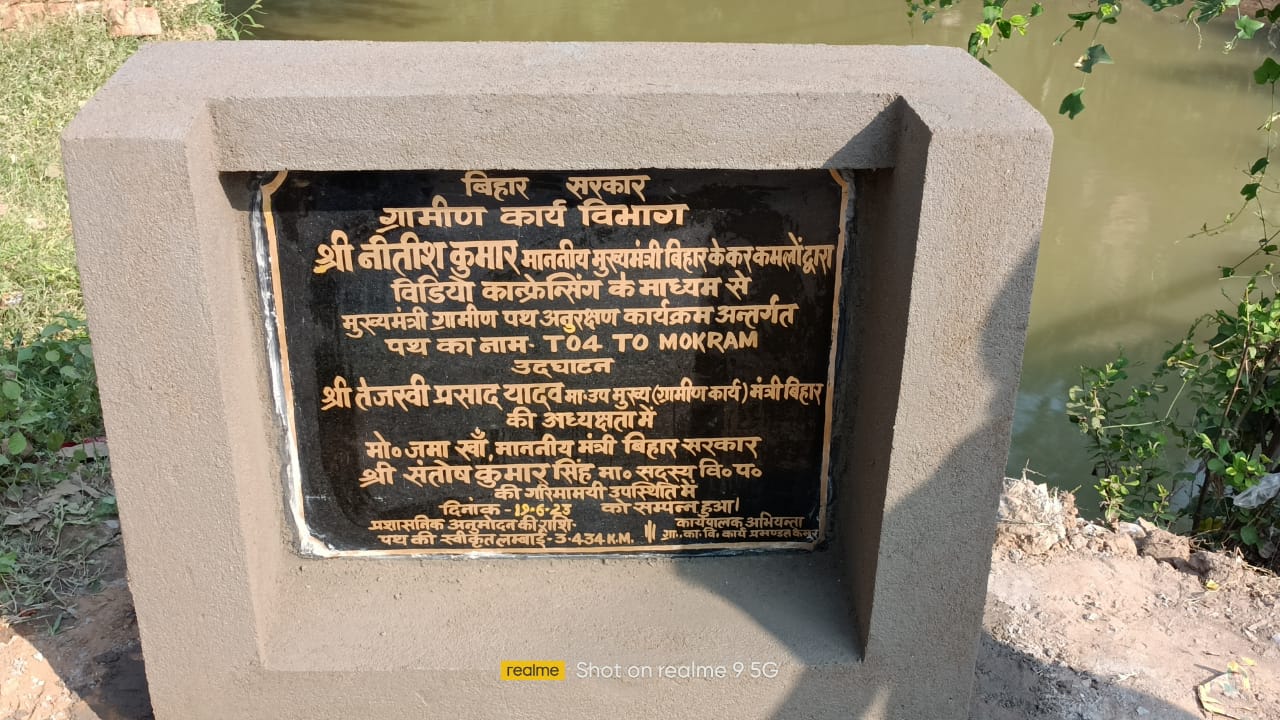 बिहार सरकार
ग्रामीण कार्य विभाग
श्री नीतीश कुमार माननीय मुख्यमंत्री बिहार के कर कमलों द्वारा
विडियो कान्फ्रेन्सिंग के माध्यम से
मुख्यमंत्री ग्रामीण पथ अनुरक्षण कार्यक्रम अन्तर्गत
पथ का नाम- T04 TO MOKRAM
उद्घाटन
श्री तेजस्वी प्रसाद यादव मा. उप मुख्य (ग्रामीण कार्य) मंत्री बिहार
की अध्यक्षता में
मो० जमा खाँ, माननीय मंत्री बिहार सरकार
श्री संतोष कुमार सिंह मा० सदस्य वि० प०
की गरिमामयी उपस्थिति में
दिनांक - 19-6-23 को सम्पन्न हुआ।
प्रशासनिक अनुमोदन की राशि- कार्यपालक अभियन्ता
पथ की स्वीकृत लम्बाई- 3.434 K.M. ग्रा. का. वि. कार्य प्रमण्डल कैमूर
realme Shot on realme 9 5G